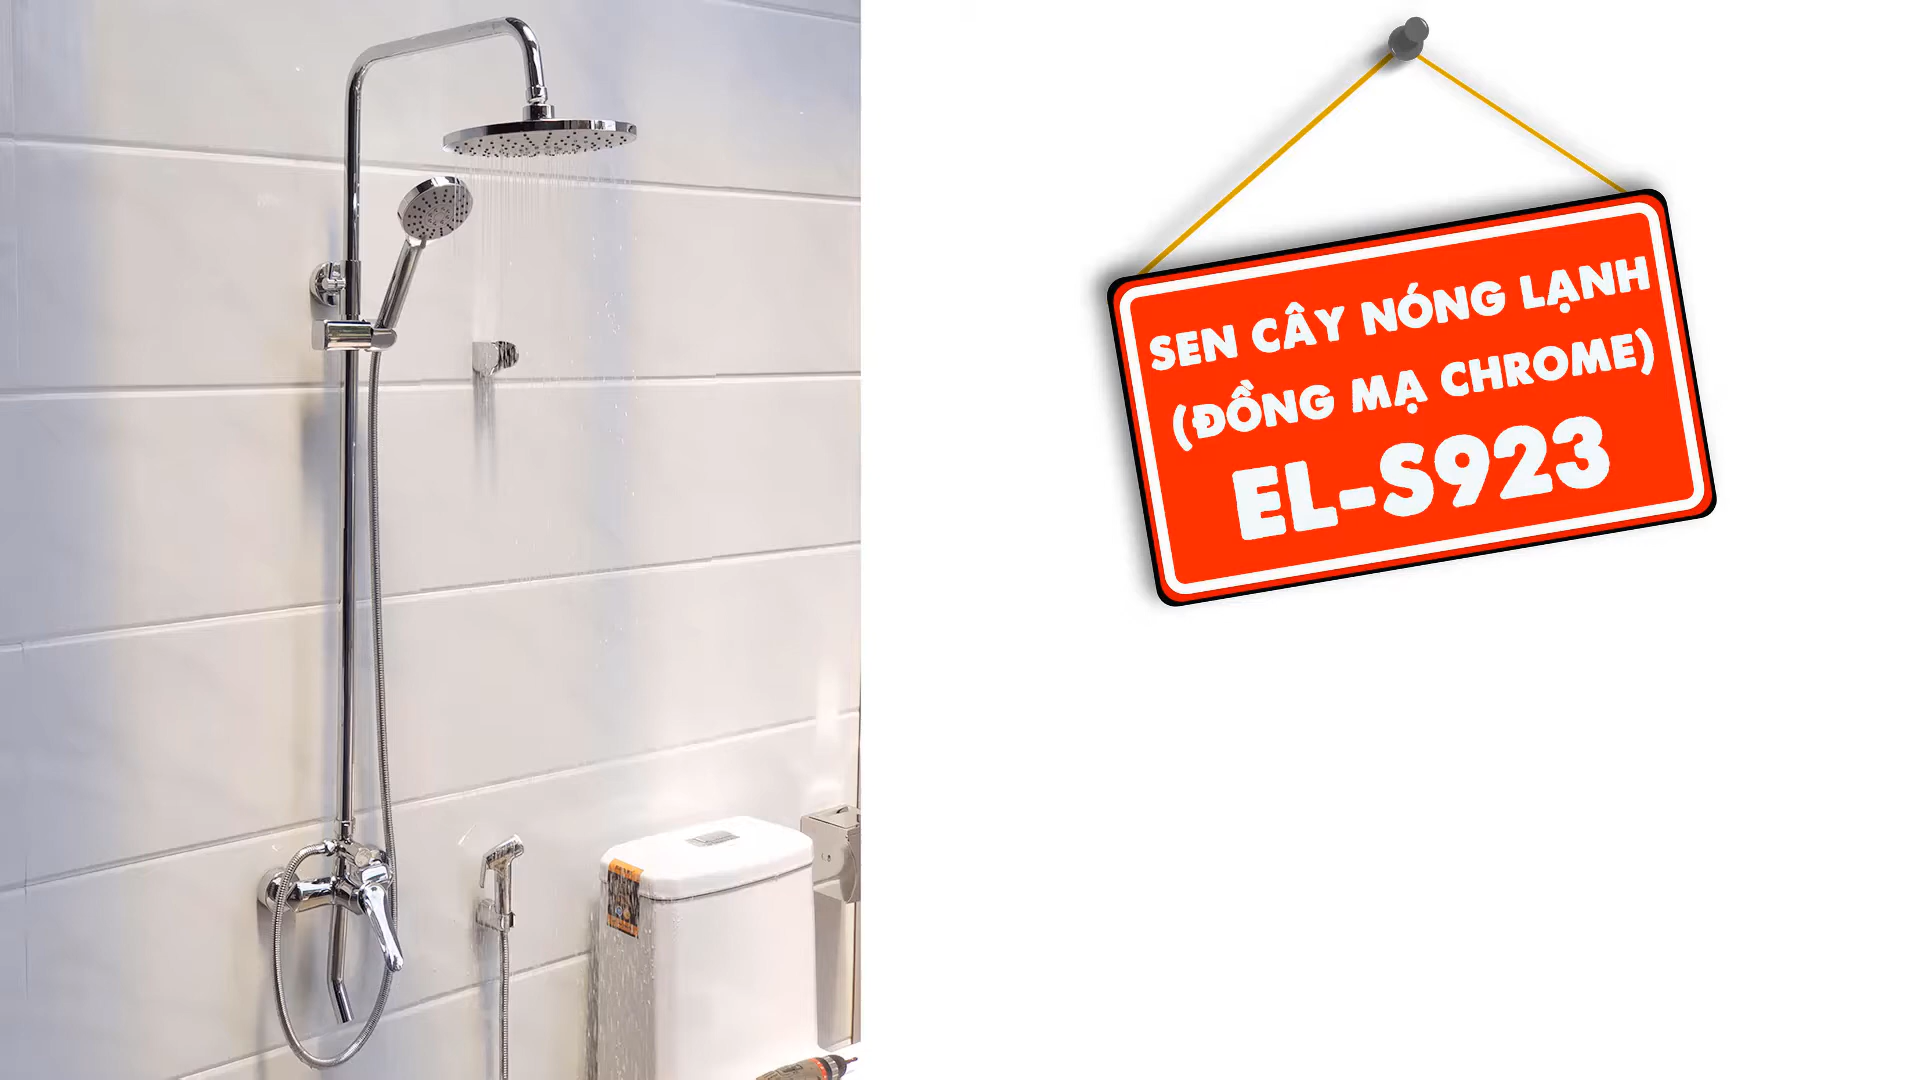 SEN CÂY NÓNG LẠNH
(ĐỒNG MẠ CHROME)
EL-S923